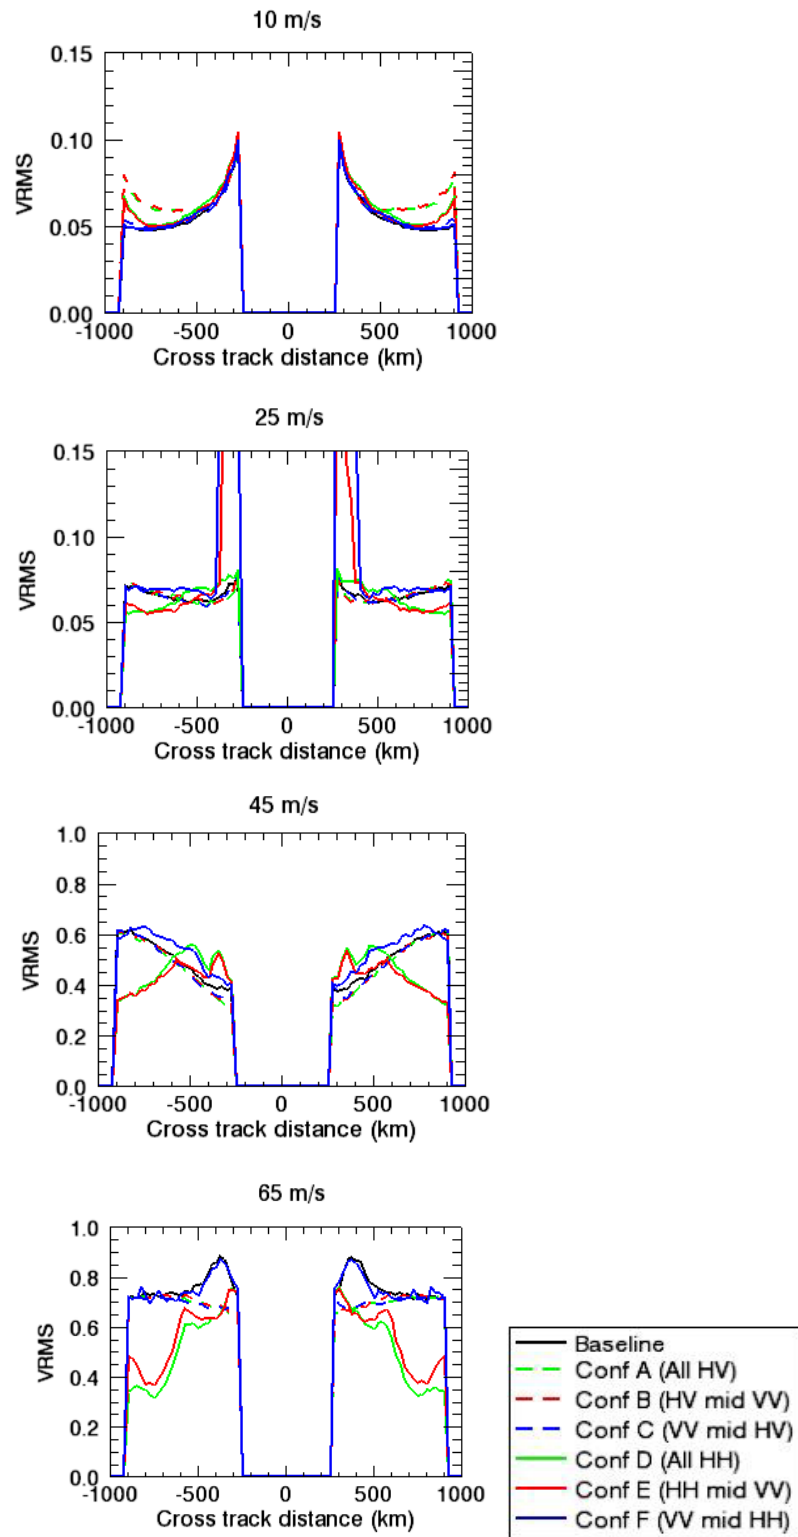 10 m/s
0.15
0.10
0.05
0.00
VRMS
-1000 -500 0 500 1000
Cross track distance (km)
25 m/s
0.15
0.10
0.05
0.00
VRMS
-1000 -500 0 500 1000
Cross track distance (km)
45 m/s
1.0
0.8
0.6
0.4
0.2
0.0
VRMS
-1000 -500 0 500 1000
Cross track distance (km)
65 m/s
1.0
0.8
0.6
0.4
0.2
0.0
VRMS
-1000 -500 0 500 1000
Cross track distance (km)
Baseline
Conf A (All HV)
Conf B (HV mid VV)
Conf C (VV mid HV)
Conf D (All HH)
Conf E (HH mid VV)
Conf F (VV mid HH)